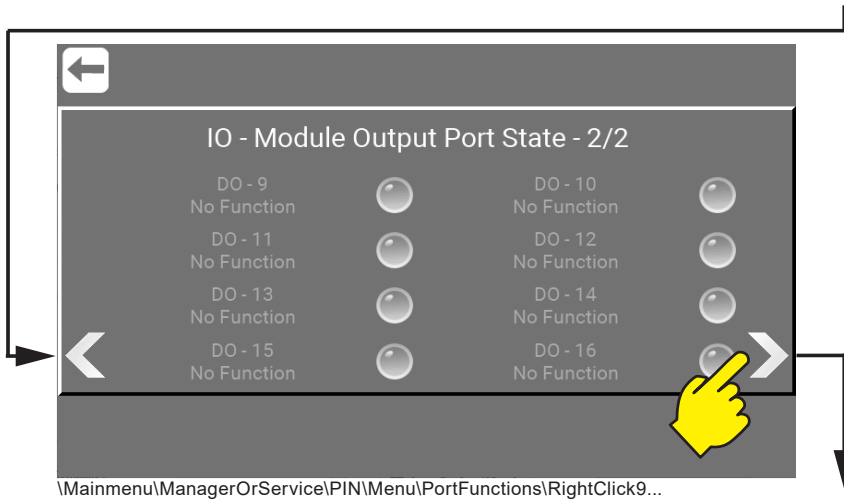 IO - Module Output Port State - 2/2
DO - 9
No Function
DO - 10
No Function
DO - 11
No Function
DO - 12
No Function
DO - 13
No Function
DO - 14
No Function
DO - 15
No Function
DO - 16
No Function
\Mainmenu\ManagerOrService\PIN\Menu\PortFunctions\RightClick9...